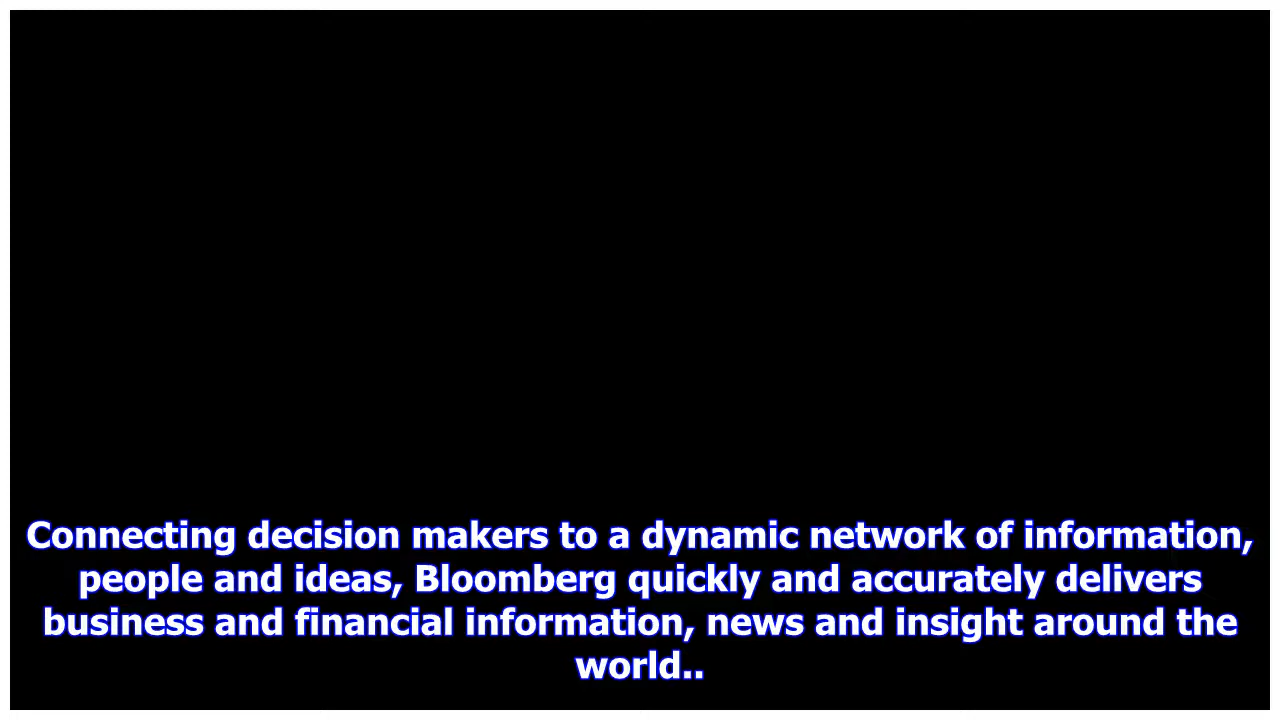 Connecting decision makers to a dynamic network of information,
people and ideas, Bloomberg quickly and accurately delivers
business and financial information, news and insight around the
world..